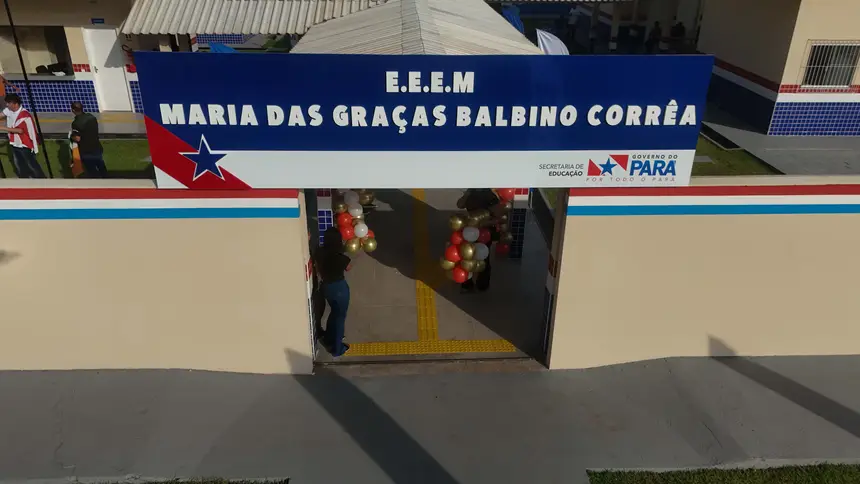 E.E.E.M
MARIA DAS GRAÇAS BALBINO CORRÊA
SECRETARIA DE
EDUCAÇÃO
GOVERNO DO
PARÁ
POR TODO O PARÁ